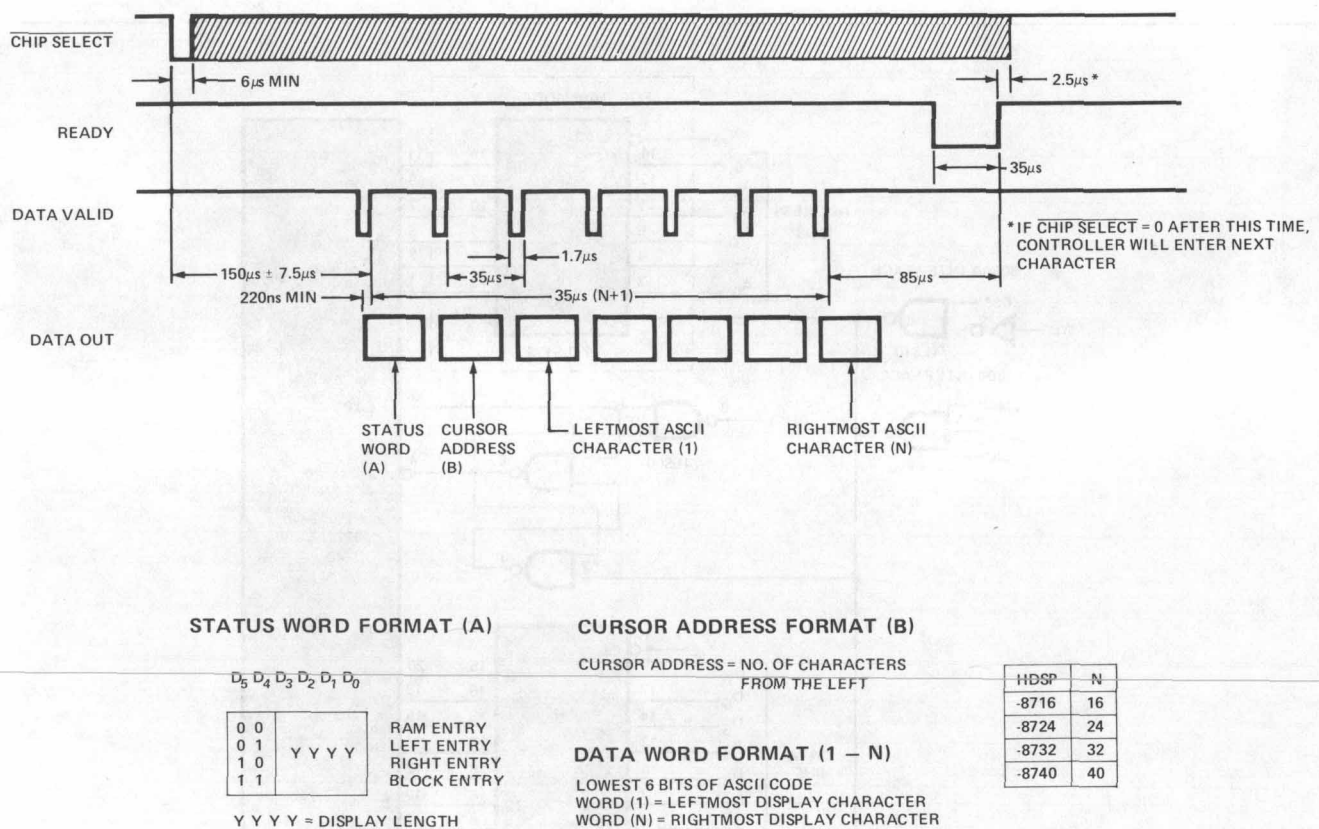 CHIP SELECT
6μs MIN
2.5μs*
READY
35μs
DATA VALID
* IF CHIP SELECT = 0 AFTER THIS TIME,
CONTROLLER WILL ENTER NEXT
CHARACTER
1.7μs
150μs ± 7.5μs
35μs
85μs
220ns MIN
35μs (N+1)
DATA OUT
STATUS
WORD
(A)
CURSOR
ADDRESS
(B)
LEFTMOST ASCII
CHARACTER (1)
RIGHTMOST ASCII
CHARACTER (N)
STATUS WORD FORMAT (A)
D5 D4 D3 D2 D1 D0
0 0 RAM ENTRY
0 1 LEFT ENTRY
Y Y Y Y
1 0 RIGHT ENTRY
1 1 BLOCK ENTRY
Y Y Y Y = DISPLAY LENGTH
CURSOR ADDRESS FORMAT (B)
CURSOR ADDRESS = NO. OF CHARACTERS
FROM THE LEFT
DATA WORD FORMAT (1 – N)
LOWEST 6 BITS OF ASCII CODE
WORD (1) = LEFTMOST DISPLAY CHARACTER
WORD (N) = RIGHTMOST DISPLAY CHARACTER
HDSP N
-8716 16
-8724 24
-8732 32
-8740 40